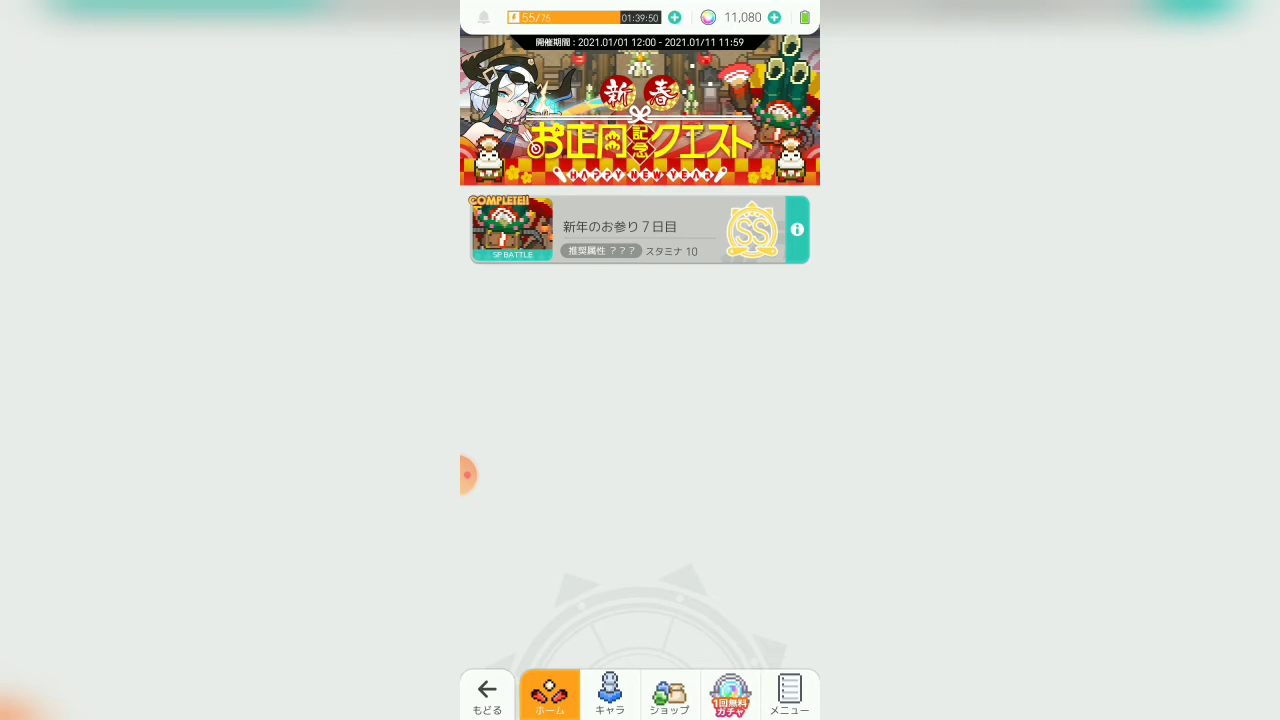 55/75
01:39:50
11,080
開催期間：2021.01/01 12:00 - 2021.01/11 11:59
新春
お正月記念クエスト
HAPPY NEW YEAR
COMPLETE!!
SP BATTLE
新年のお参り７日目
推奨属性 ？？？
スタミナ 10
SS
もどる
ホーム
キャラ
ショップ
1回無料
ガチャ
メニュー